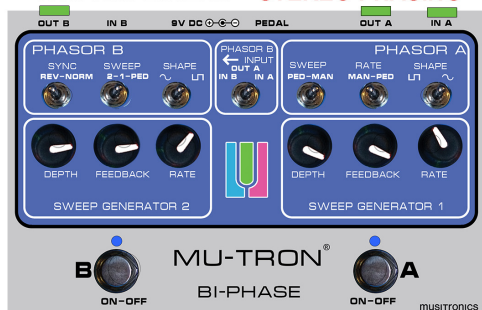 OUT B IN B 9V DC PEDAL OUT A IN A
PHASOR B
SYNC SWEEP SHAPE
REV-NORM 2-1-PED
PHASOR B
INPUT
OUT A
IN B IN A
PHASOR A
SWEEP RATE SHAPE
PED-MAN MAN-PED
DEPTH FEEDBACK RATE
SWEEP GENERATOR 2
DEPTH FEEDBACK RATE
SWEEP GENERATOR 1
B
ON-OFF
MU-TRON®
BI-PHASE
A
ON-OFF
MUSITRONICS